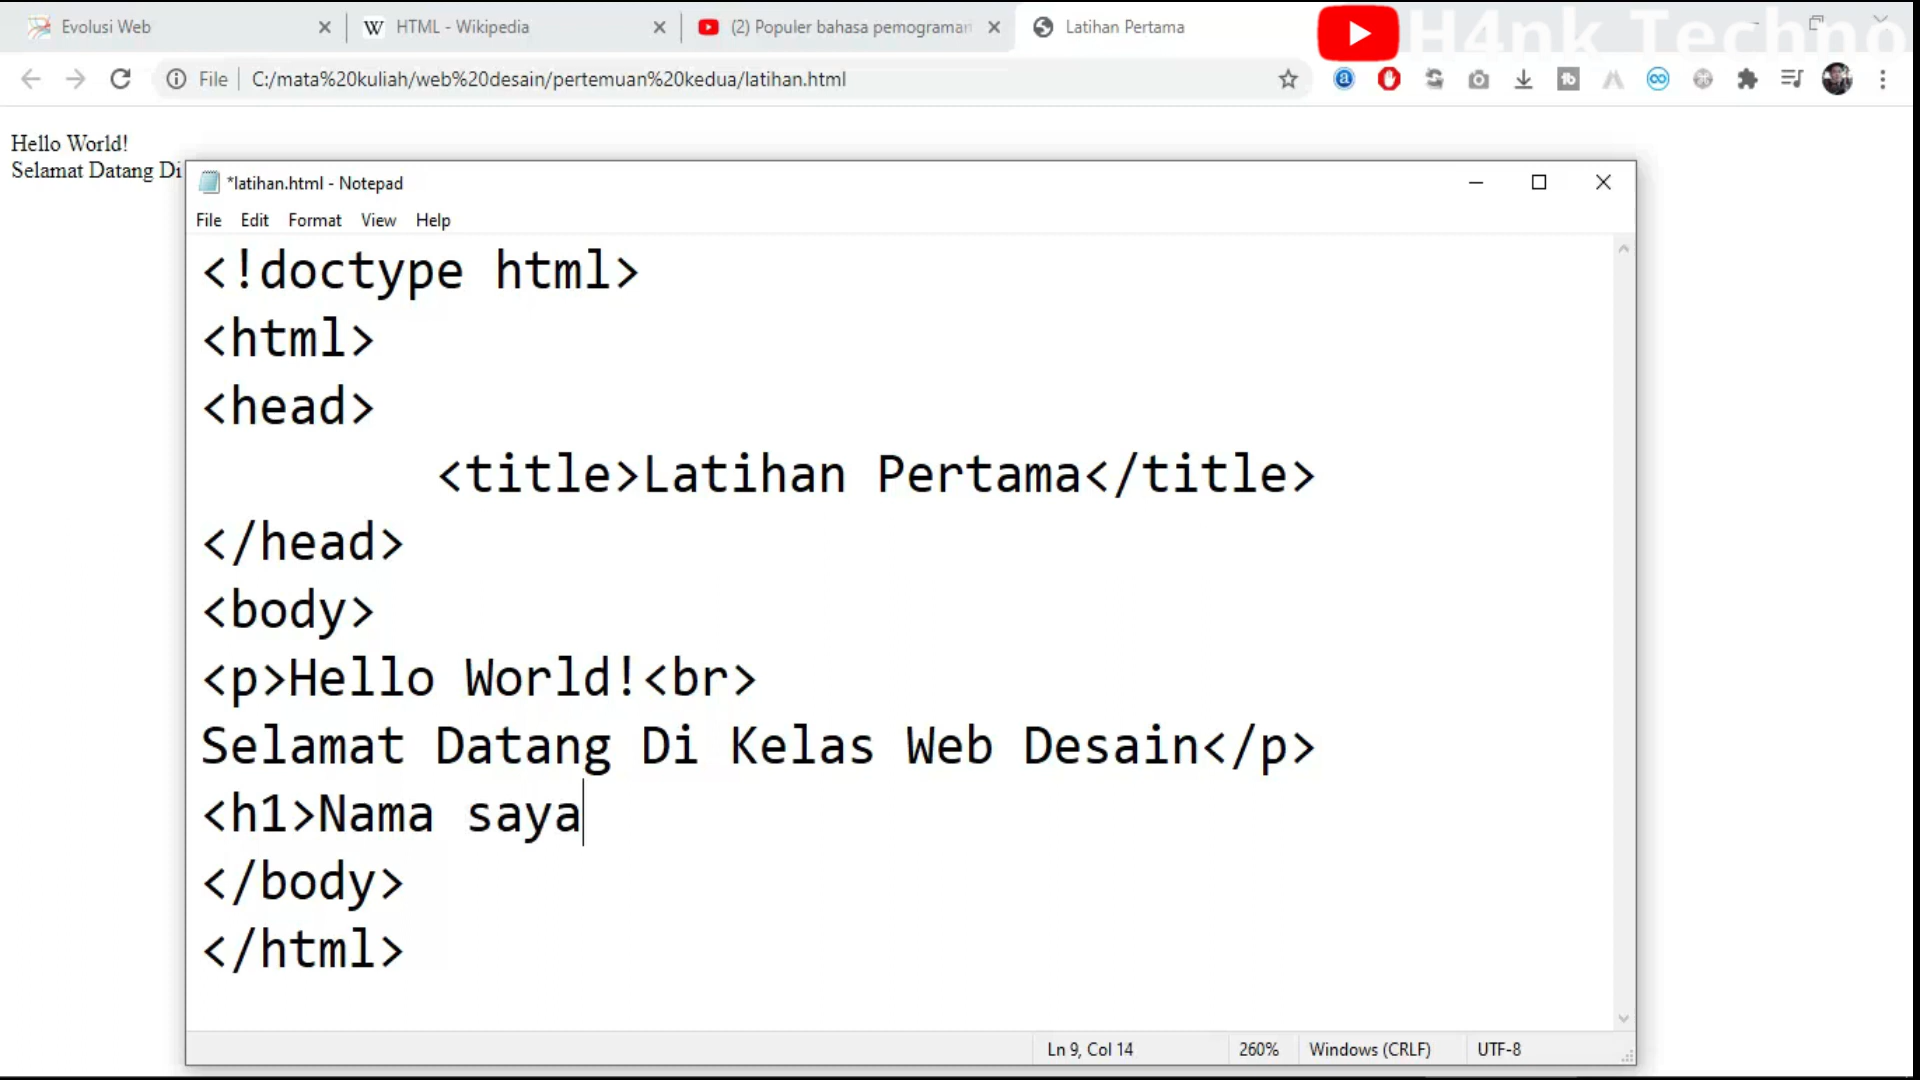 Evolusi Web
HTML - Wikipedia
(2) Populer bahasa pemograman
Latihan Pertama
H4nk Techno
File
C:/mata%20kuliah/web%20desain/pertemuan%20kedua/latihan.html
Hello World!
Selamat Datang Di
*latihan.html - Notepad
File Edit Format View Help
<!doctype html>
<html>
<head>
<title>Latihan Pertama</title>
</head>
<body>
<p>Hello World!<br>
Selamat Datang Di Kelas Web Desain</p>
<h1>Nama saya
</body>
</html>
Ln 9, Col 14
260%
Windows (CRLF)
UTF-8